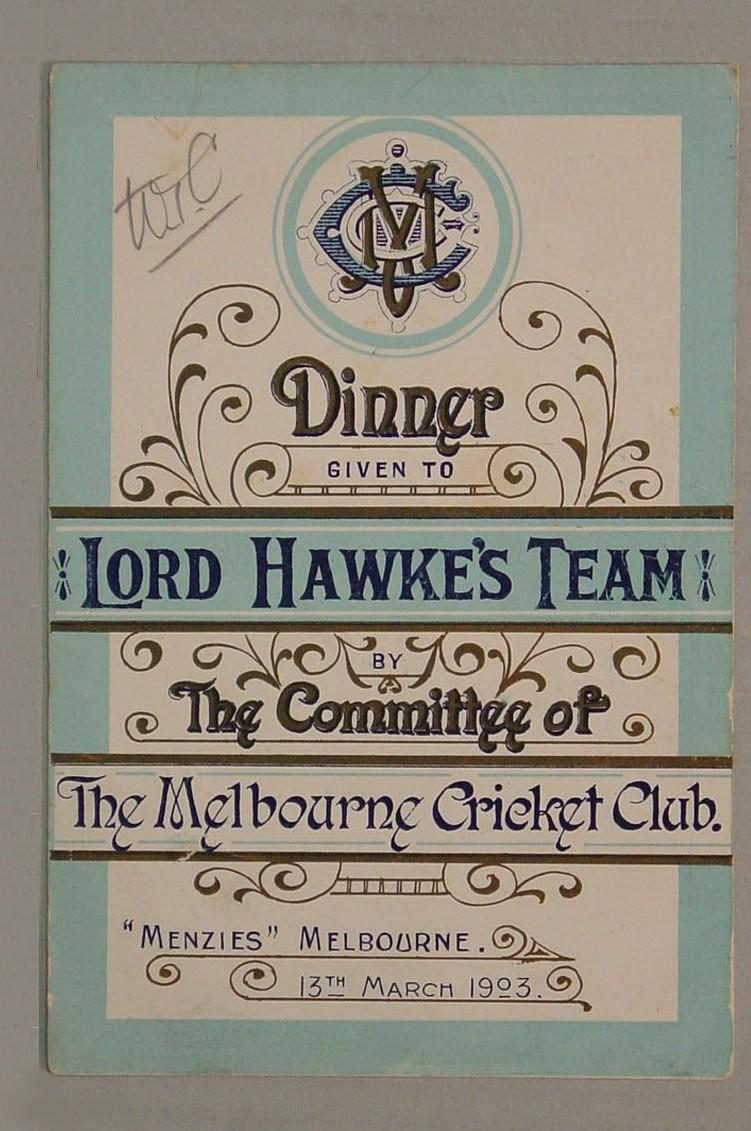 Dinner
GIVEN TO
LORD HAWKE'S TEAM
BY
The Committee of
The Melbourne Cricket Club.
"MENZIES" MELBOURNE.
13TH MARCH 1903.